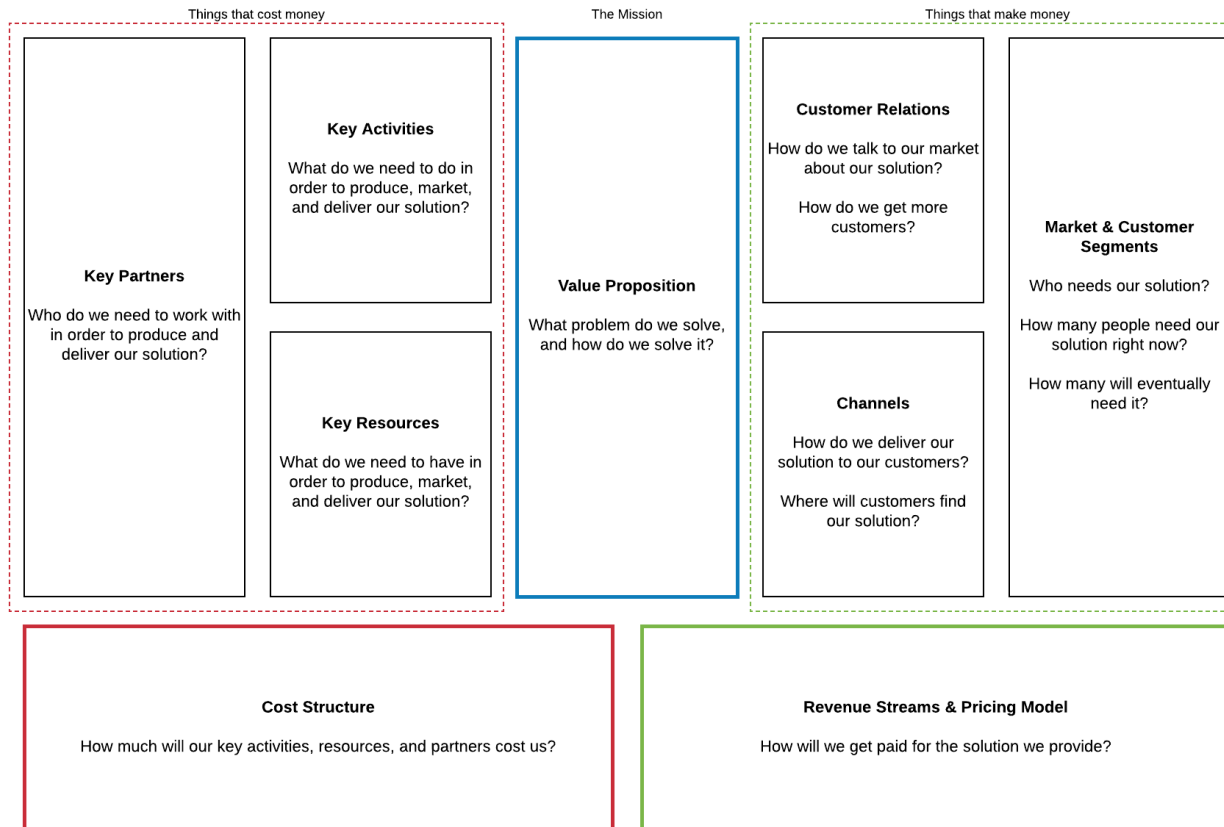 Things that cost money
The Mission
Things that make money
Key Partners
Who do we need to work with
in order to produce and
deliver our solution?
Key Activities
What do we need to do in
order to produce, market,
and deliver our solution?
Key Resources
What do we need to have in
order to produce, market,
and deliver our solution?
Value Proposition
What problem do we solve,
and how do we solve it?
Customer Relations
How do we talk to our market
about our solution?
How do we get more
customers?
Channels
How do we deliver our
solution to our customers?
Where will customers find
our solution?
Market & Customer
Segments
Who needs our solution?
How many people need our
solution right now?
How many will eventually
need it?
Cost Structure
How much will our key activities, resources, and partners cost us?
Revenue Streams & Pricing Model
How will we get paid for the solution we provide?